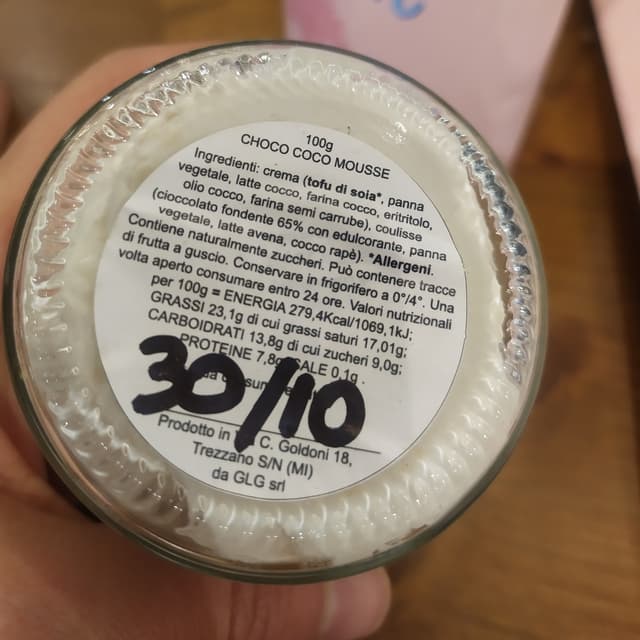 100g
CHOCO COCO MOUSSE
Ingredienti: crema (tofu di soia*, panna
vegetale, latte cocco, farina cocco, eritritolo,
olio cocco, farina semi carrube), coulisse
(cioccolato fondente 65% con edulcorante, panna
vegetale, latte avena, cocco rapè). *Allergeni.
Contiene naturalmente zuccheri. Può contenere tracce
di frutta a guscio. Conservare in frigorifero a 0°/4°. Una
volta aperto consumare entro 24 ore. Valori nutrizionali
per 100g = ENERGIA 279,4Kcal/1069,1kJ;
GRASSI 23,1g di cui grassi saturi 17,01g;
CARBOIDRATI 13,8g di cui zucheri 9,0g;
PROTEINE 7,8g SALE 0,1g.
30/10
Prodotto in C. Goldoni 18,
Trezzano S/N (MI)
da GLG srl